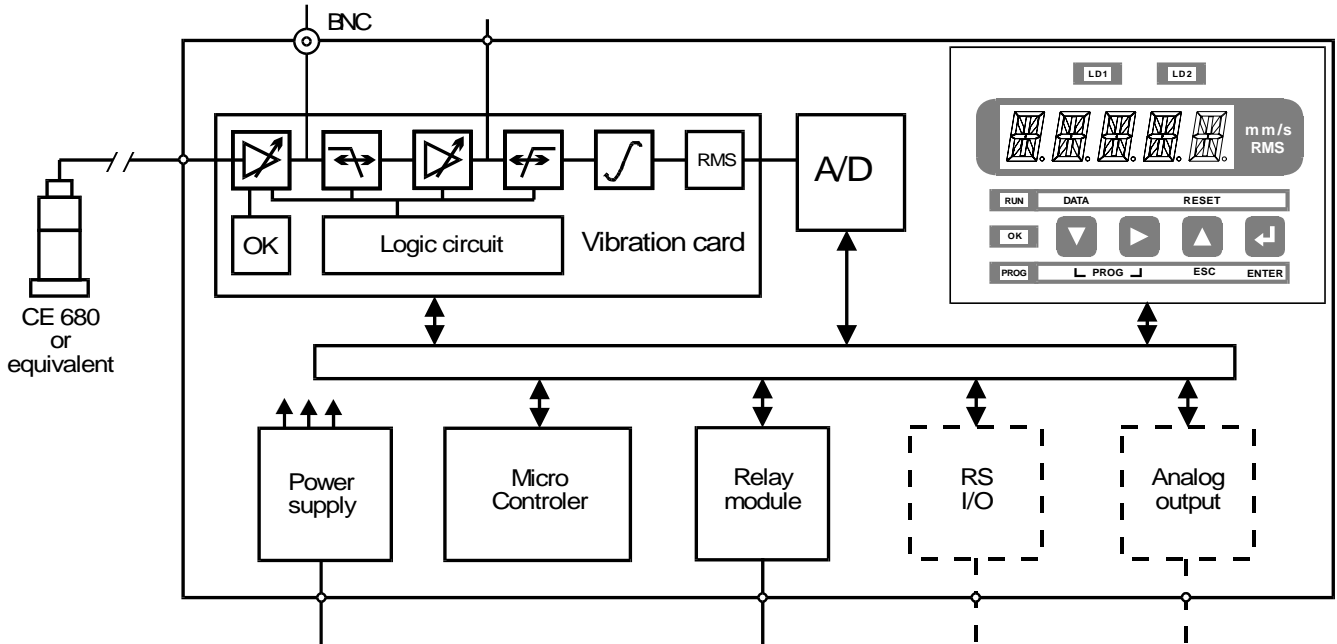 BNC
LD1 LD2
mm/s
RMS
RUN DATA RESET
OK
PROG PROG ESC ENTER
RMS
A/D
OK
Logic circuit
Vibration card
CE 680
or
equivalent
Power
supply
Micro
Controler
Relay
module
RS
I/O
Analog
output